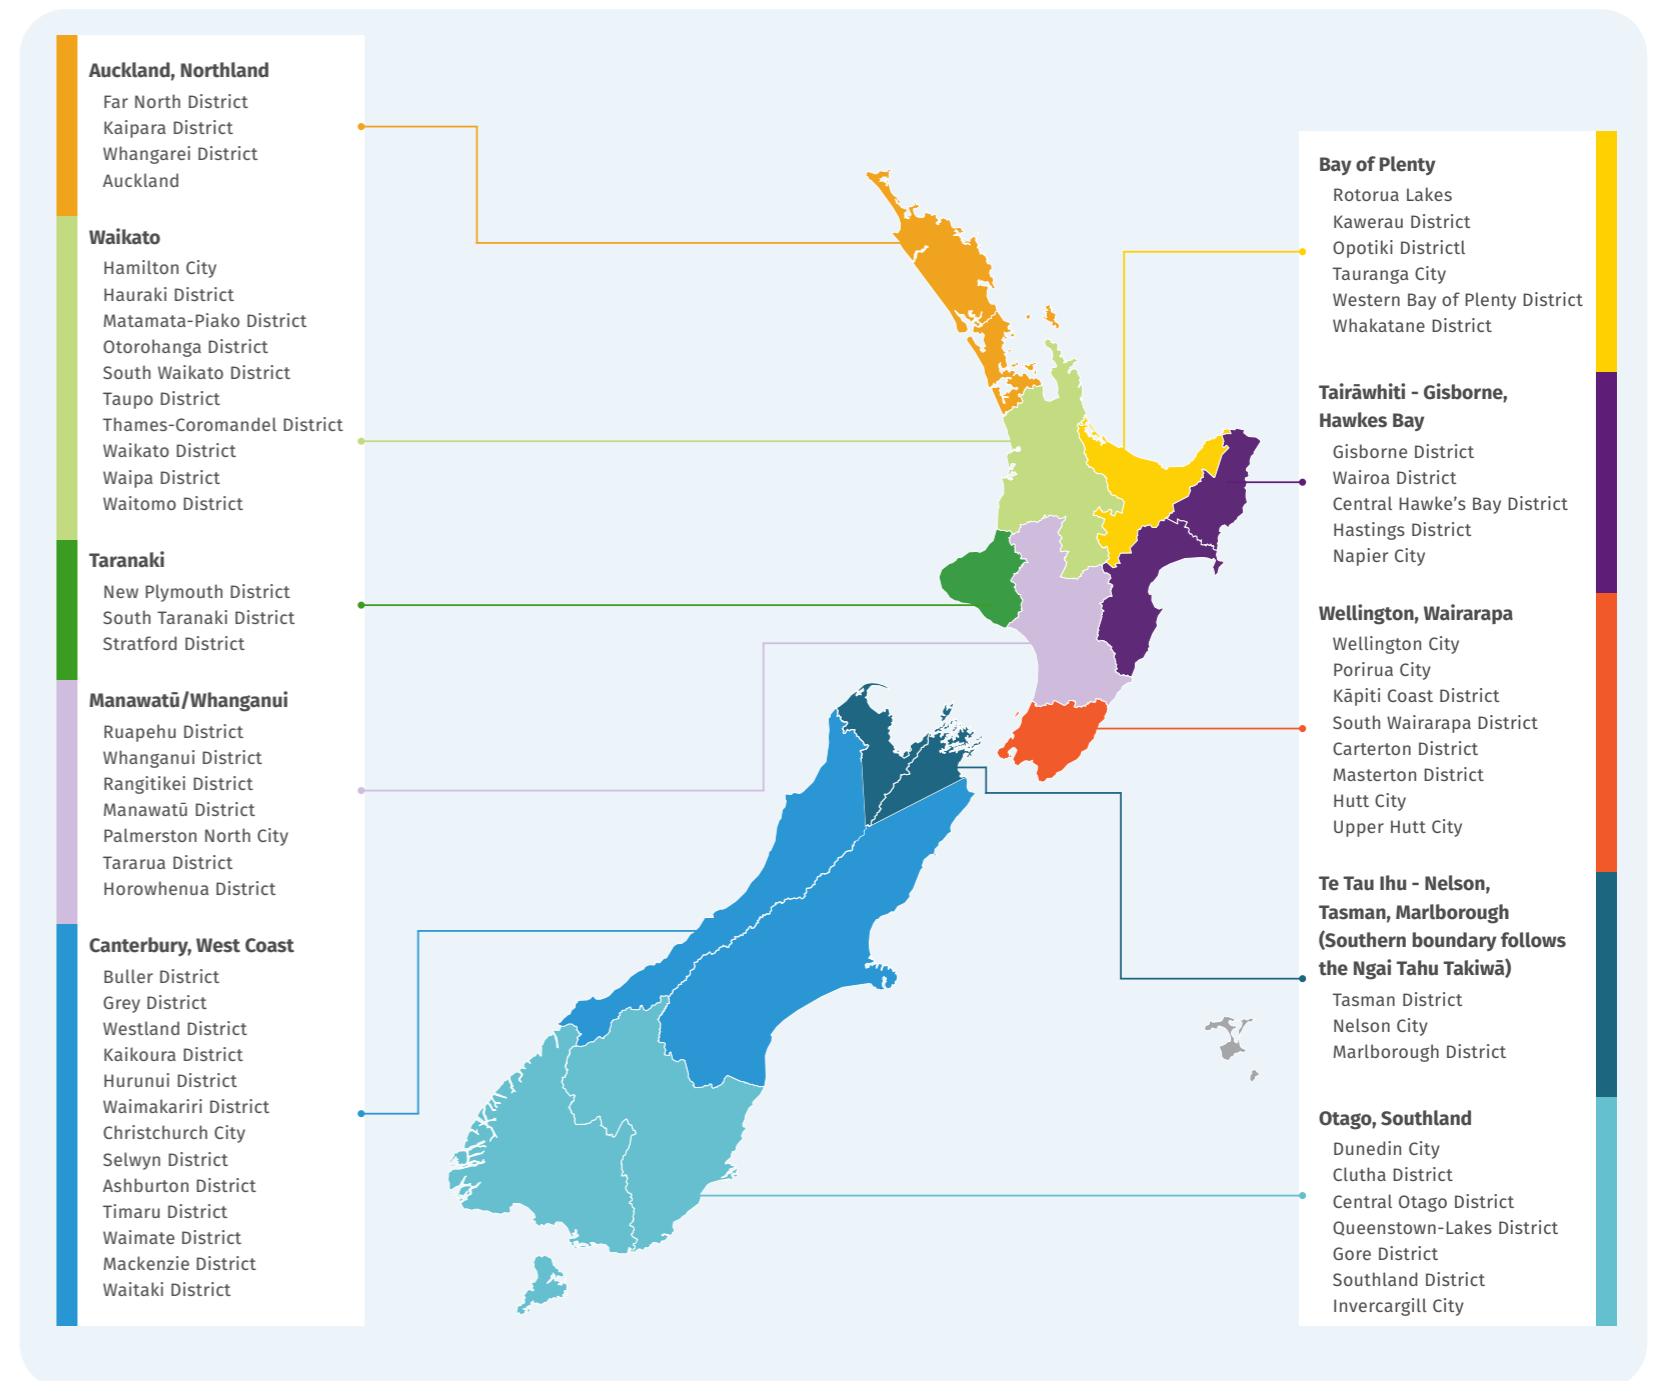 Auckland, Northland
Far North District
Kaipara District
Whangarei District
Auckland
Waikato
Hamilton City
Hauraki District
Matamata-Piako District
Otorohanga District
South Waikato District
Taupo District
Thames-Coromandel District
Waikato District
Waipa District
Waitomo District
Taranaki
New Plymouth District
South Taranaki District
Stratford District
Manawatū/Whanganui
Ruapehu District
Whanganui District
Rangitikei District
Manawatū District
Palmerston North City
Tararua District
Horowhenua District
Canterbury, West Coast
Buller District
Grey District
Westland District
Kaikoura District
Hurunui District
Waimakariri District
Christchurch City
Selwyn District
Ashburton District
Timaru District
Waimate District
Mackenzie District
Waitaki District
Bay of Plenty
Rotorua Lakes
Kawerau District
Opotiki Districtl
Tauranga City
Western Bay of Plenty District
Whakatane District
Tairāwhiti - Gisborne,
Hawkes Bay
Gisborne District
Wairoa District
Central Hawke’s Bay District
Hastings District
Napier City
Wellington, Wairarapa
Wellington City
Porirua City
Kāpiti Coast District
South Wairarapa District
Carterton District
Masterton District
Hutt City
Upper Hutt City
Te Tau Ihu - Nelson,
Tasman, Marlborough
(Southern boundary follows
the Ngai Tahu Takiwā)
Tasman District
Nelson City
Marlborough District
Otago, Southland
Dunedin City
Clutha District
Central Otago District
Queenstown-Lakes District
Gore District
Southland District
Invercargill City